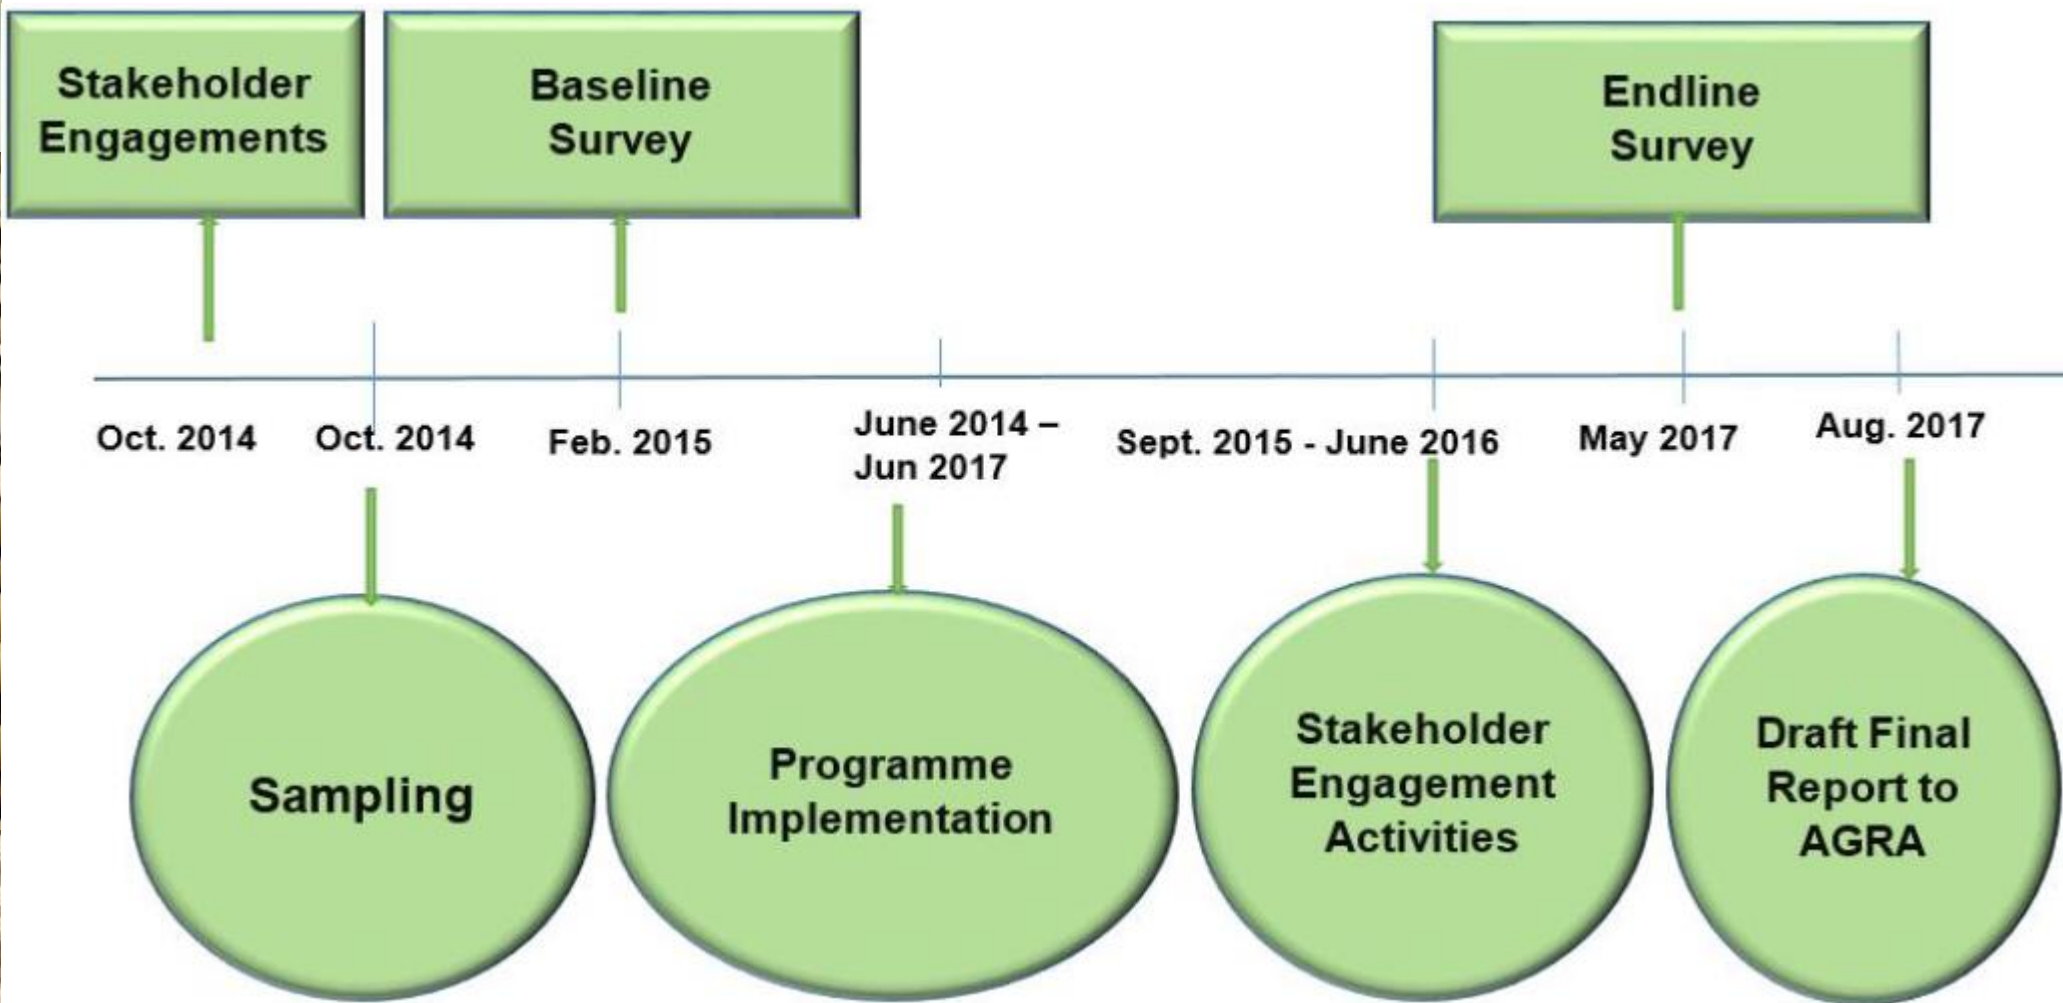 Stakeholder
Engagements
Baseline
Survey
Endline
Survey
Oct. 2014
Oct. 2014
Feb. 2015
June 2014 –
Jun 2017
Sept. 2015 - June 2016
May 2017
Aug. 2017
Sampling
Programme
Implementation
Stakeholder
Engagement
Activities
Draft Final
Report to
AGRA